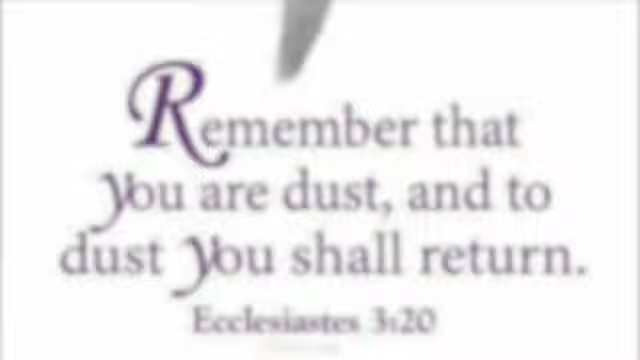 Remember that
you are dust, and to
dust you shall return.
Ecclesiastes 3:20